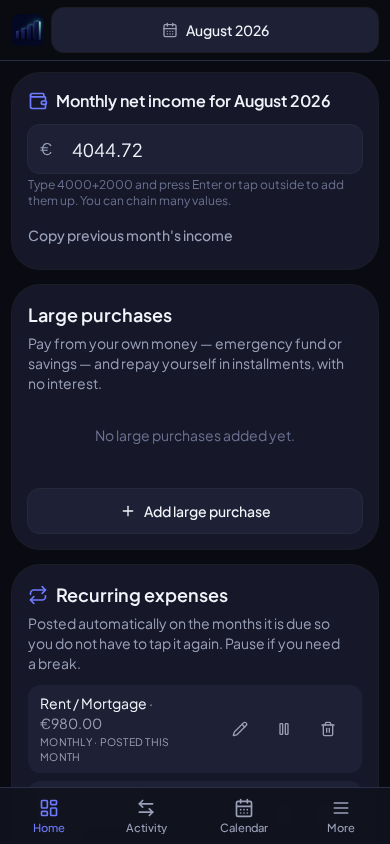 August 2026
Monthly net income for August 2026
€ 4044.72
Type 4000+2000 and press Enter or tap outside to add
them up. You can chain many values.
Copy previous month's income
Large purchases
Pay from your own money — emergency fund or
savings — and repay yourself in installments, with
no interest.
No large purchases added yet.
+ Add large purchase
Recurring expenses
Posted automatically on the months it is due so
you do not have to tap it again. Pause if you need
a break.
Rent / Mortgage ·
€980.00
MONTHLY · POSTED THIS
MONTH
Home Activity Calendar More